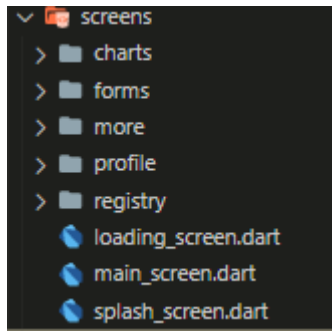 screens
charts
forms
more
profile
registry
loading_screen.dart
main_screen.dart
splash_screen.dart